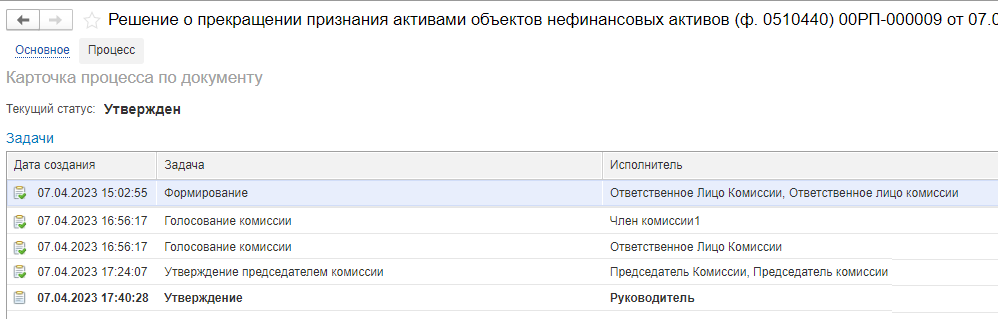 Решение о прекращении признания активами объектов нефинансовых активов (ф. 0510440) 00РП-000009 от 07.0
Основное Процесс
Карточка процесса по документу
Текущий статус: Утвержден
Задачи
Дата создания Задача Исполнитель
07.04.2023 15:02:55 Формирование Ответственное Лицо Комиссии, Ответственное лицо комиссии
07.04.2023 16:56:17 Голосование комиссии Член комиссии1
07.04.2023 16:56:17 Голосование комиссии Ответственное Лицо Комиссии
07.04.2023 17:24:07 Утверждение председателем комиссии Председатель Комиссии, Председатель комиссии
07.04.2023 17:40:28 Утверждение Руководитель